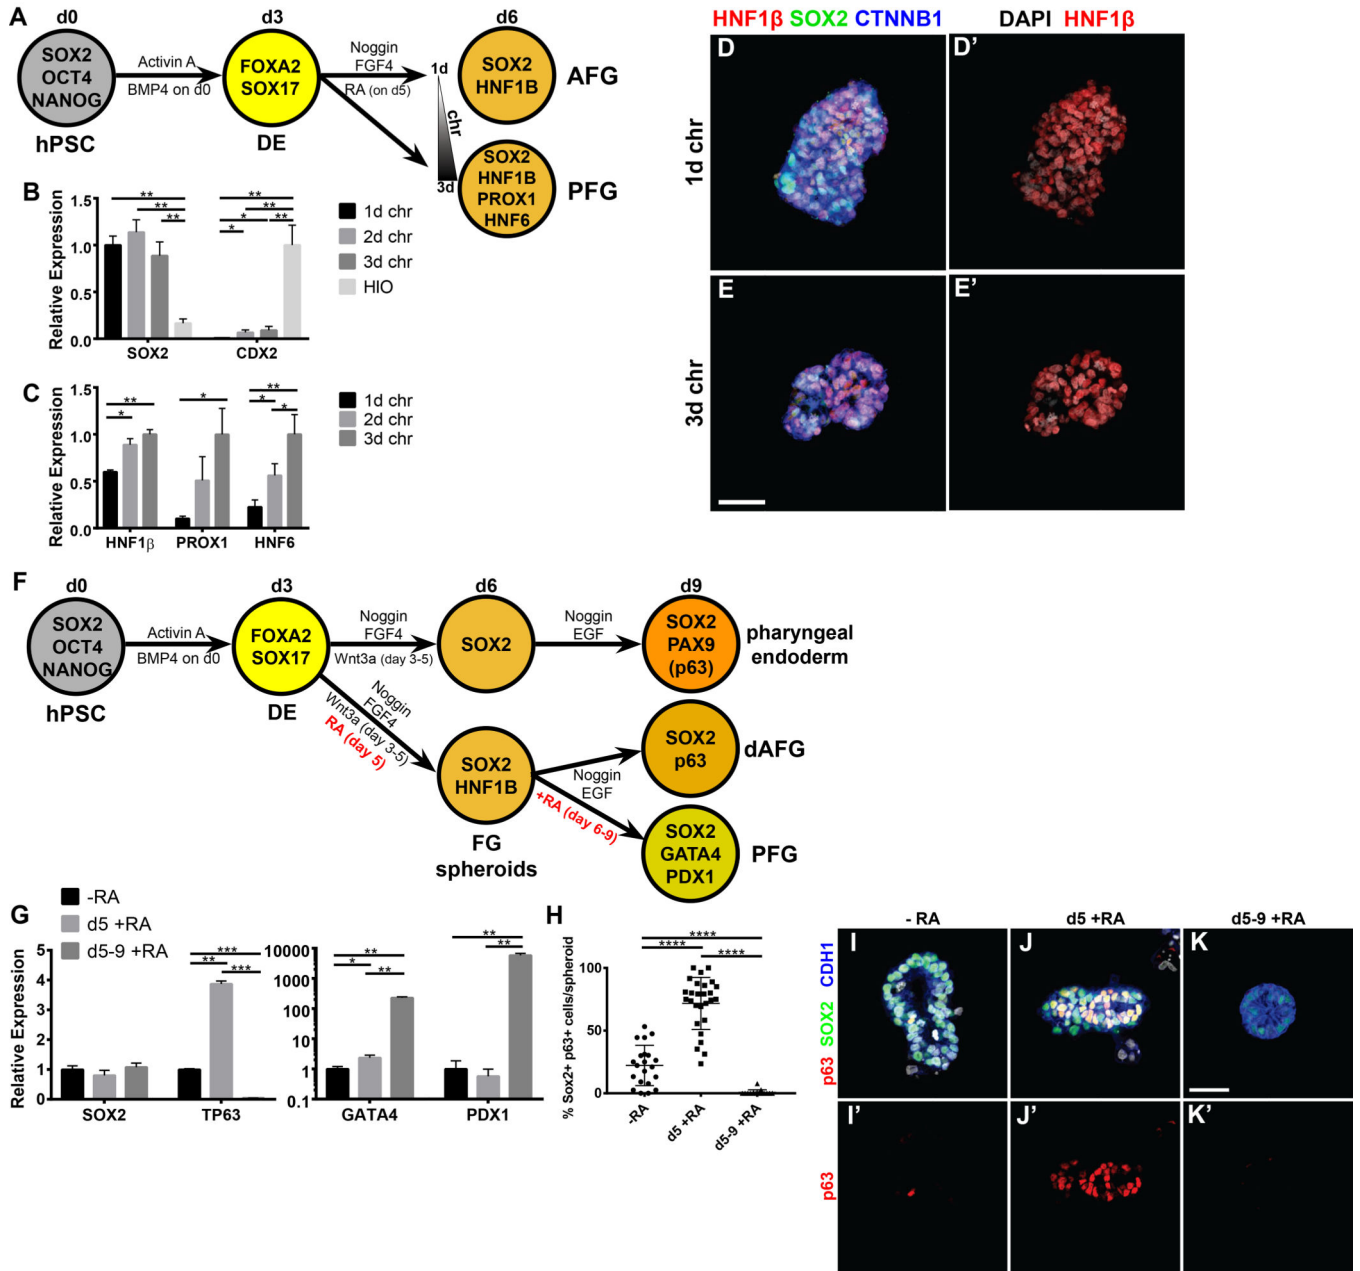 A
d0
d3
d6
SOX2
OCT4
NANOG
hPSC
Activin A
BMP4 on d0
FOXA2
SOX17
DE
Noggin
FGF4
RA (on d5)
1d
chr
3d
SOX2
HNF1B
AFG
SOX2
HNF1B
PROX1
HNF6
PFG
B
Relative Expression
1.5
1.0
0.5
0.0
** ** ** ** ** * ** *
SOX2 CDX2
1d chr
2d chr
3d chr
HIO
C
Relative Expression
1.5
1.0
0.5
0.0
** * * ** * *
HNF1β PROX1 HNF6
1d chr
2d chr
3d chr
HNF1β SOX2 CTNNB1
DAPI HNF1β
1d chr
D
D'
3d chr
E
E'
F
d0
d3
d6
d9
SOX2
OCT4
NANOG
hPSC
Activin A
BMP4 on d0
FOXA2
SOX17
DE
Noggin
FGF4
Wnt3a (day 3-5)
SOX2
Noggin
EGF
SOX2
PAX9
(p63)
pharyngeal
endoderm
Noggin
FGF4
Wnt3a (day 3-5)
RA (day 5)
SOX2
HNF1B
FG
spheroids
Noggin
EGF
+RA (day 6-9)
SOX2
p63
dAFG
SOX2
GATA4
PDX1
PFG
G
-RA
d5 +RA
d5-9 +RA
Relative Expression
5
4
3
2
1
0
*** ** ***
SOX2 TP63
10000
1000
100
10
1
0.1
** * ** ** **
GATA4 PDX1
H
% Sox2+ p63+ cells/spheroid
100
50
0
**** **** ****
-RA
d5 +RA
d5-9 +RA
- RA
d5 +RA
d5-9 +RA
p63 SOX2 CDH1
I
J
K
p63
I'
J'
K'